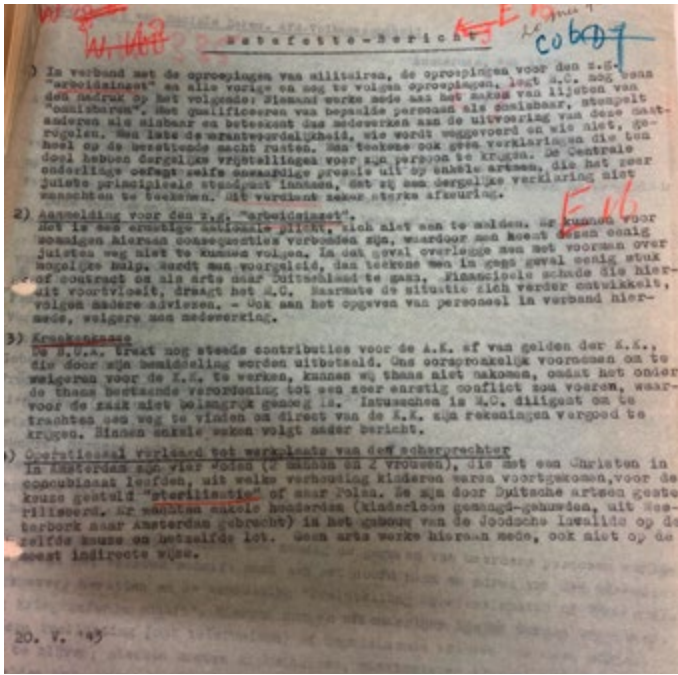 Estafette-bericht
) In verband met de oproepingen van militairen, de oproepingen voor den z.g.
"arbeidsinzet" en alle vorige en nog te volgen oproepingen, legt M.C. nog eens
den nadruk op het volgende: Niemand werke mede aan het maken van lijsten van
"onmisbaren". Het qualificeeren van bepaalde personen als onmisbaar, stempelt
anderen als misbaar en beteekent dus medewerken aan de uitvoering van deze maat-
regelen. Men late de verantwoordelijkheid, wie wordt weggevoerd en wie niet, ge-
heel op de bezettende macht rusten. Men teekene ook geen verklaringen die ten
doel hebben dergelijke vrijstellingen voor zijn persoon te krijgen. De Centrale
onderlinge oefent zelfs onwaardige pressie uit op enkele artsen, die het zeer
juiste principieele standpunt innamen, dat zij een dergelijke verklaring niet
wenschten te teekenen. Dit verdient zeker sterke afkeuring.
E 16
2) Aanmelding voor den z.g. "arbeidsinzet".
Het is een ernstige nationale plicht, zich niet aan te melden. Er kunnen voor
sommigen hieraan consequenties verbonden zijn, waardoor men meent dezen eenig
juisten weg niet te kunnen volgen. In dat geval overlegge men met voorman over
mogelijke hulp. Wordt men voorgeleid, dan teekene men in geen geval eenig stuk
of contract om als arts naar Duitschland te gaan. - Financieele schade die hier-
uit voortvloeit, draagt het M.C. Naarmate de situatie zich verder ontwikkelt,
volgen nadere adviezen. - Ook aan het opgeven van personeel in verband hier-
mede, weigere men medewerking.
3) Krankenkasse
De N.U.A. trekt nog steeds contributies voor de A.K. af van gelden der K.K.,
die door zijn bemiddeling worden uitbetaald. Ons oorspronkelijk voornemen om te
weigeren voor de K.K. te werken, kunnen wij thans niet nakomen, omdat het onder
de thans bestaande verordening tot een zeer ernstig conflict zou voeren, waar-
voor de zaak niet belangrijk genoeg is. Intusschen is M.C. diligent om te
trachten een weg te vinden om direct van de K.K. zijn rekeningen vergoed te
krijgen. Binnen enkele weken volgt nader bericht.
) Operatiezaal verlaagd tot werkplaats van den scherprechter
In Amsterdam zijn vier Joden (2 mannen en 2 vrouwen), die met een Christen in
concubinaat leefden, uit welke verhouding kinderen waren voortgekomen, voor de
keuze gesteld "sterilisatie of naar Polen. Ze zijn door Duitsche artsen geste
riliseerd. Er enkele honderden (kinderloos gemengd-gehuwden, uit Wes-
terbork naar Amsterdam gebracht) in het gebouw van de Joodsche Invalide op de
zelfde keuze en hetzelfde lot. Geen arts werke hieraan mede, ook niet op de
meest indirecte wijze.
20. V. '43